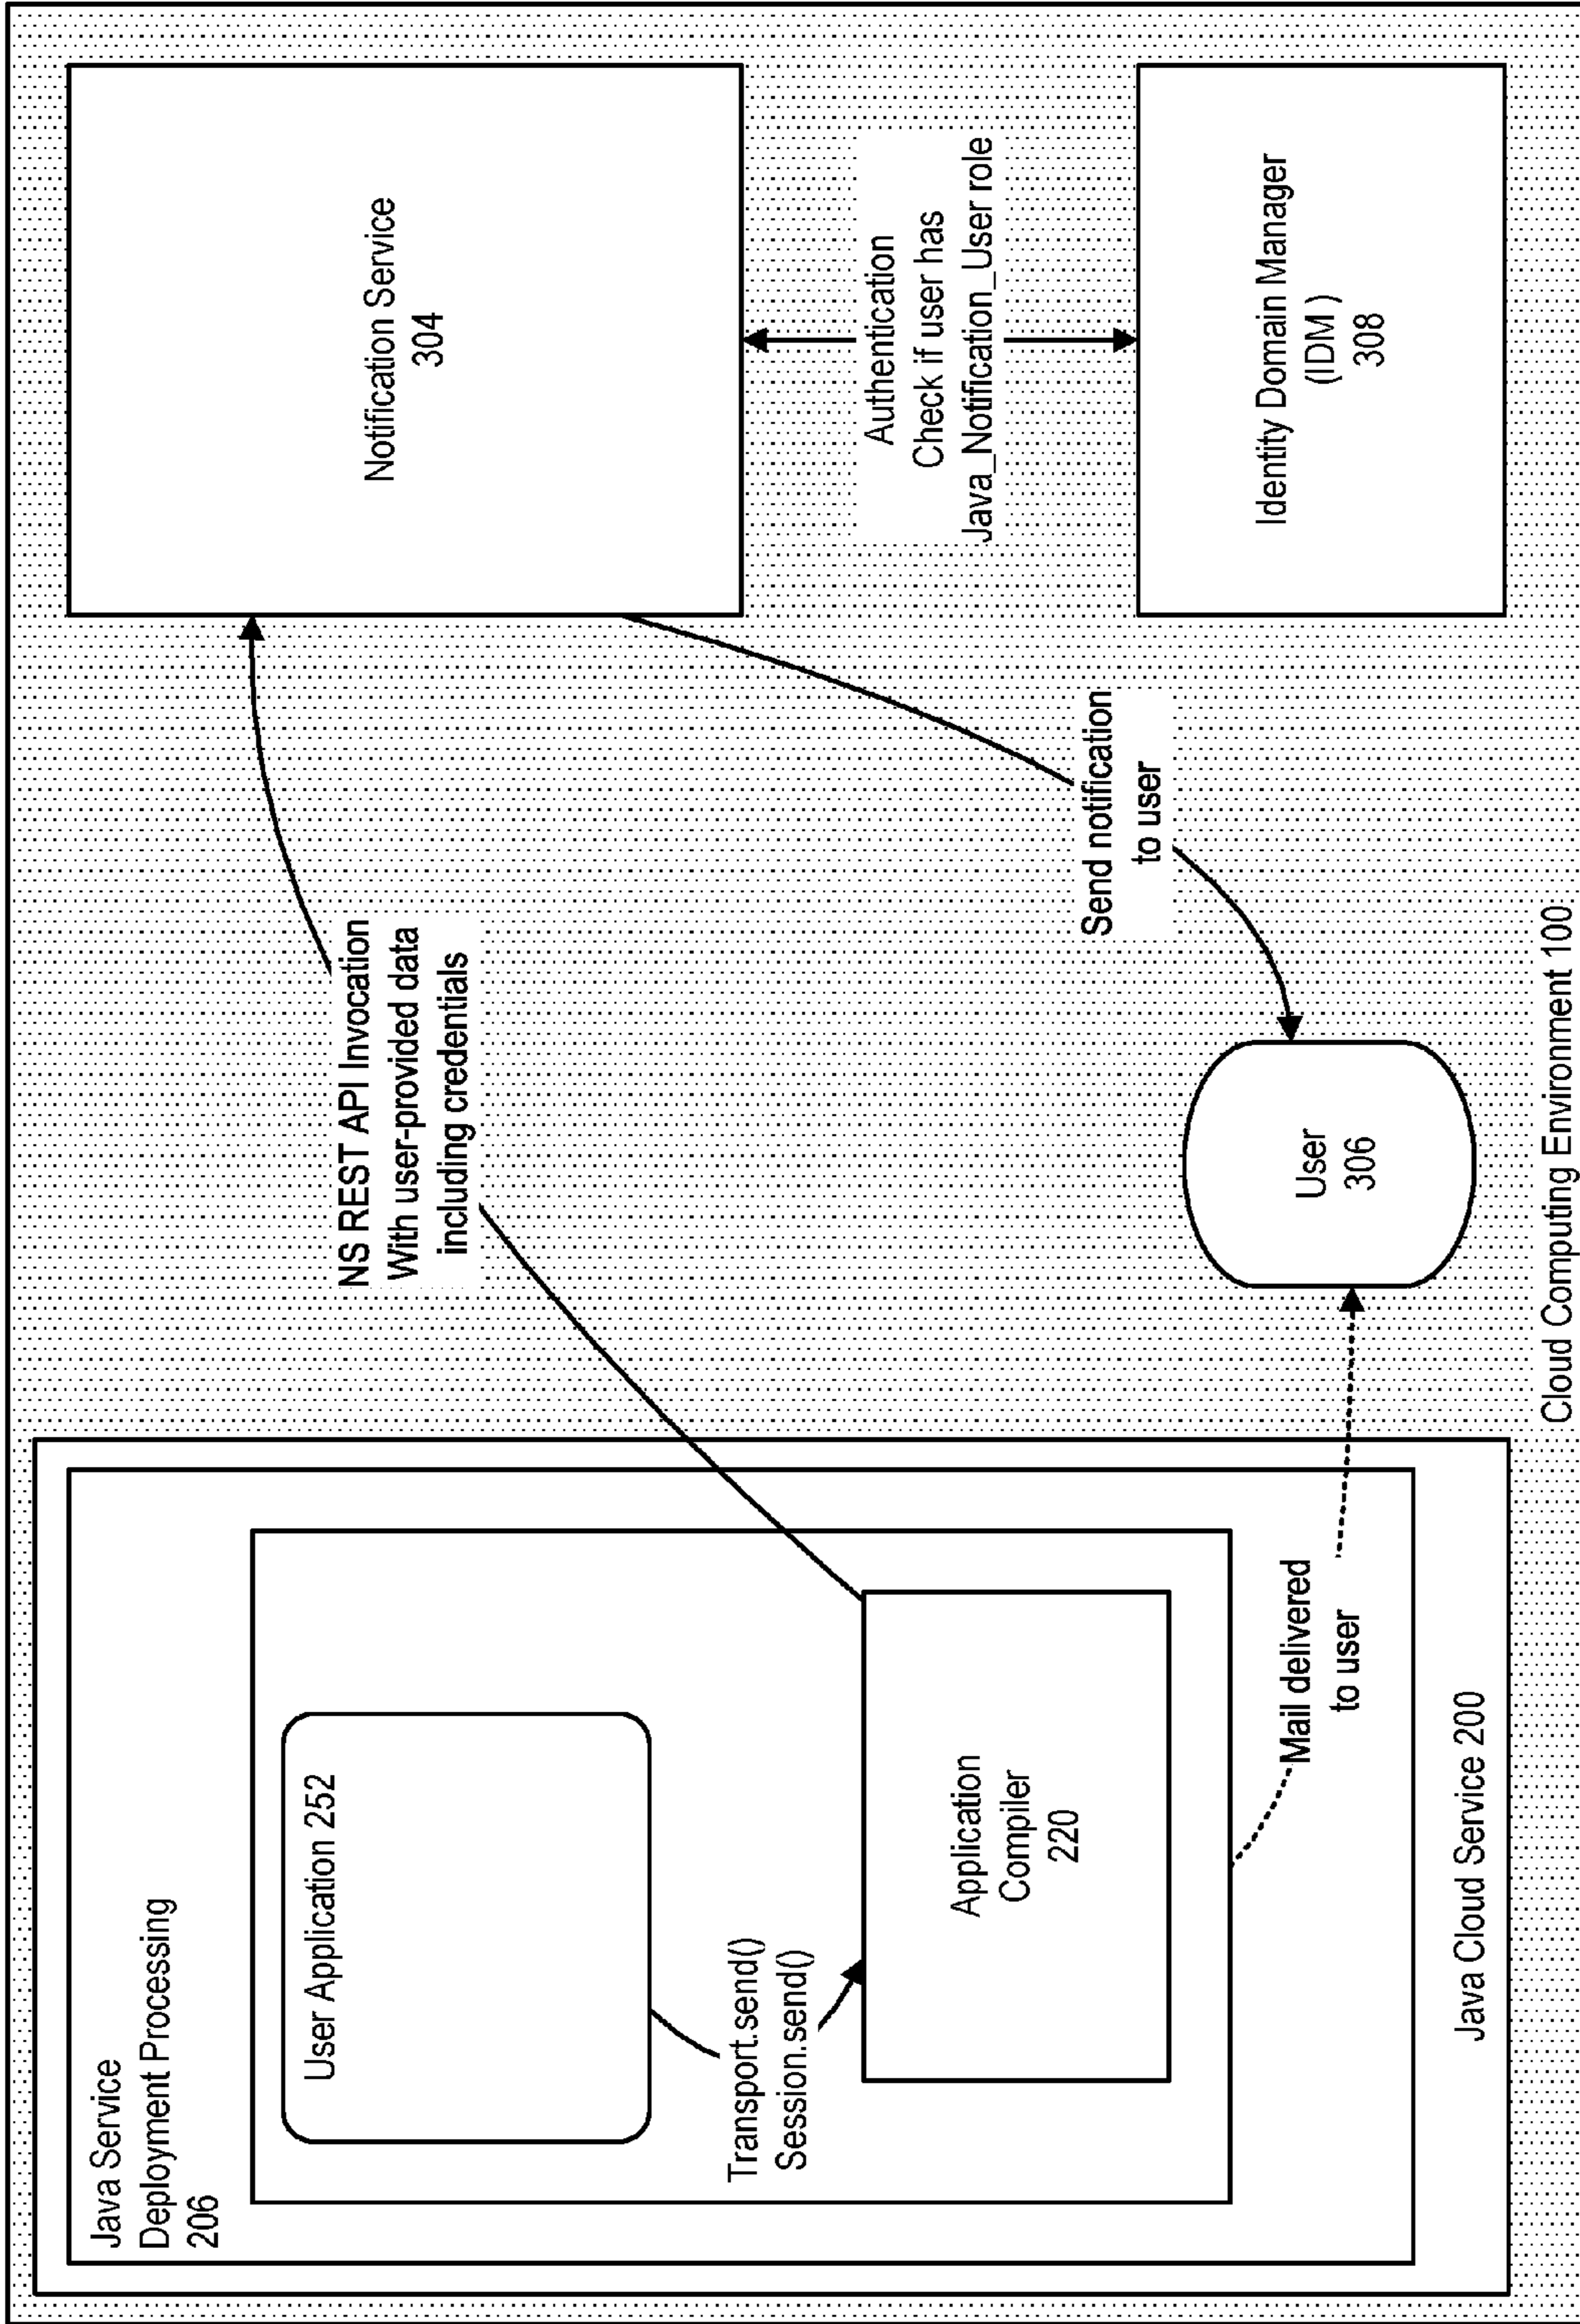 Java Service
Deployment Processing
206
User Application 252
Transport.send()
Session.send()
Application
Compiler
220
Mail delivered
to user
Java Cloud Service 200
NS REST API Invocation
With user-provided data
including credentials
User
306
Send notification
to user
Notification Service
304
Authentication
Check if user has
Java_Notification_User role
Identity Domain Manager
(IDM )
308
Cloud Computing Environment 100